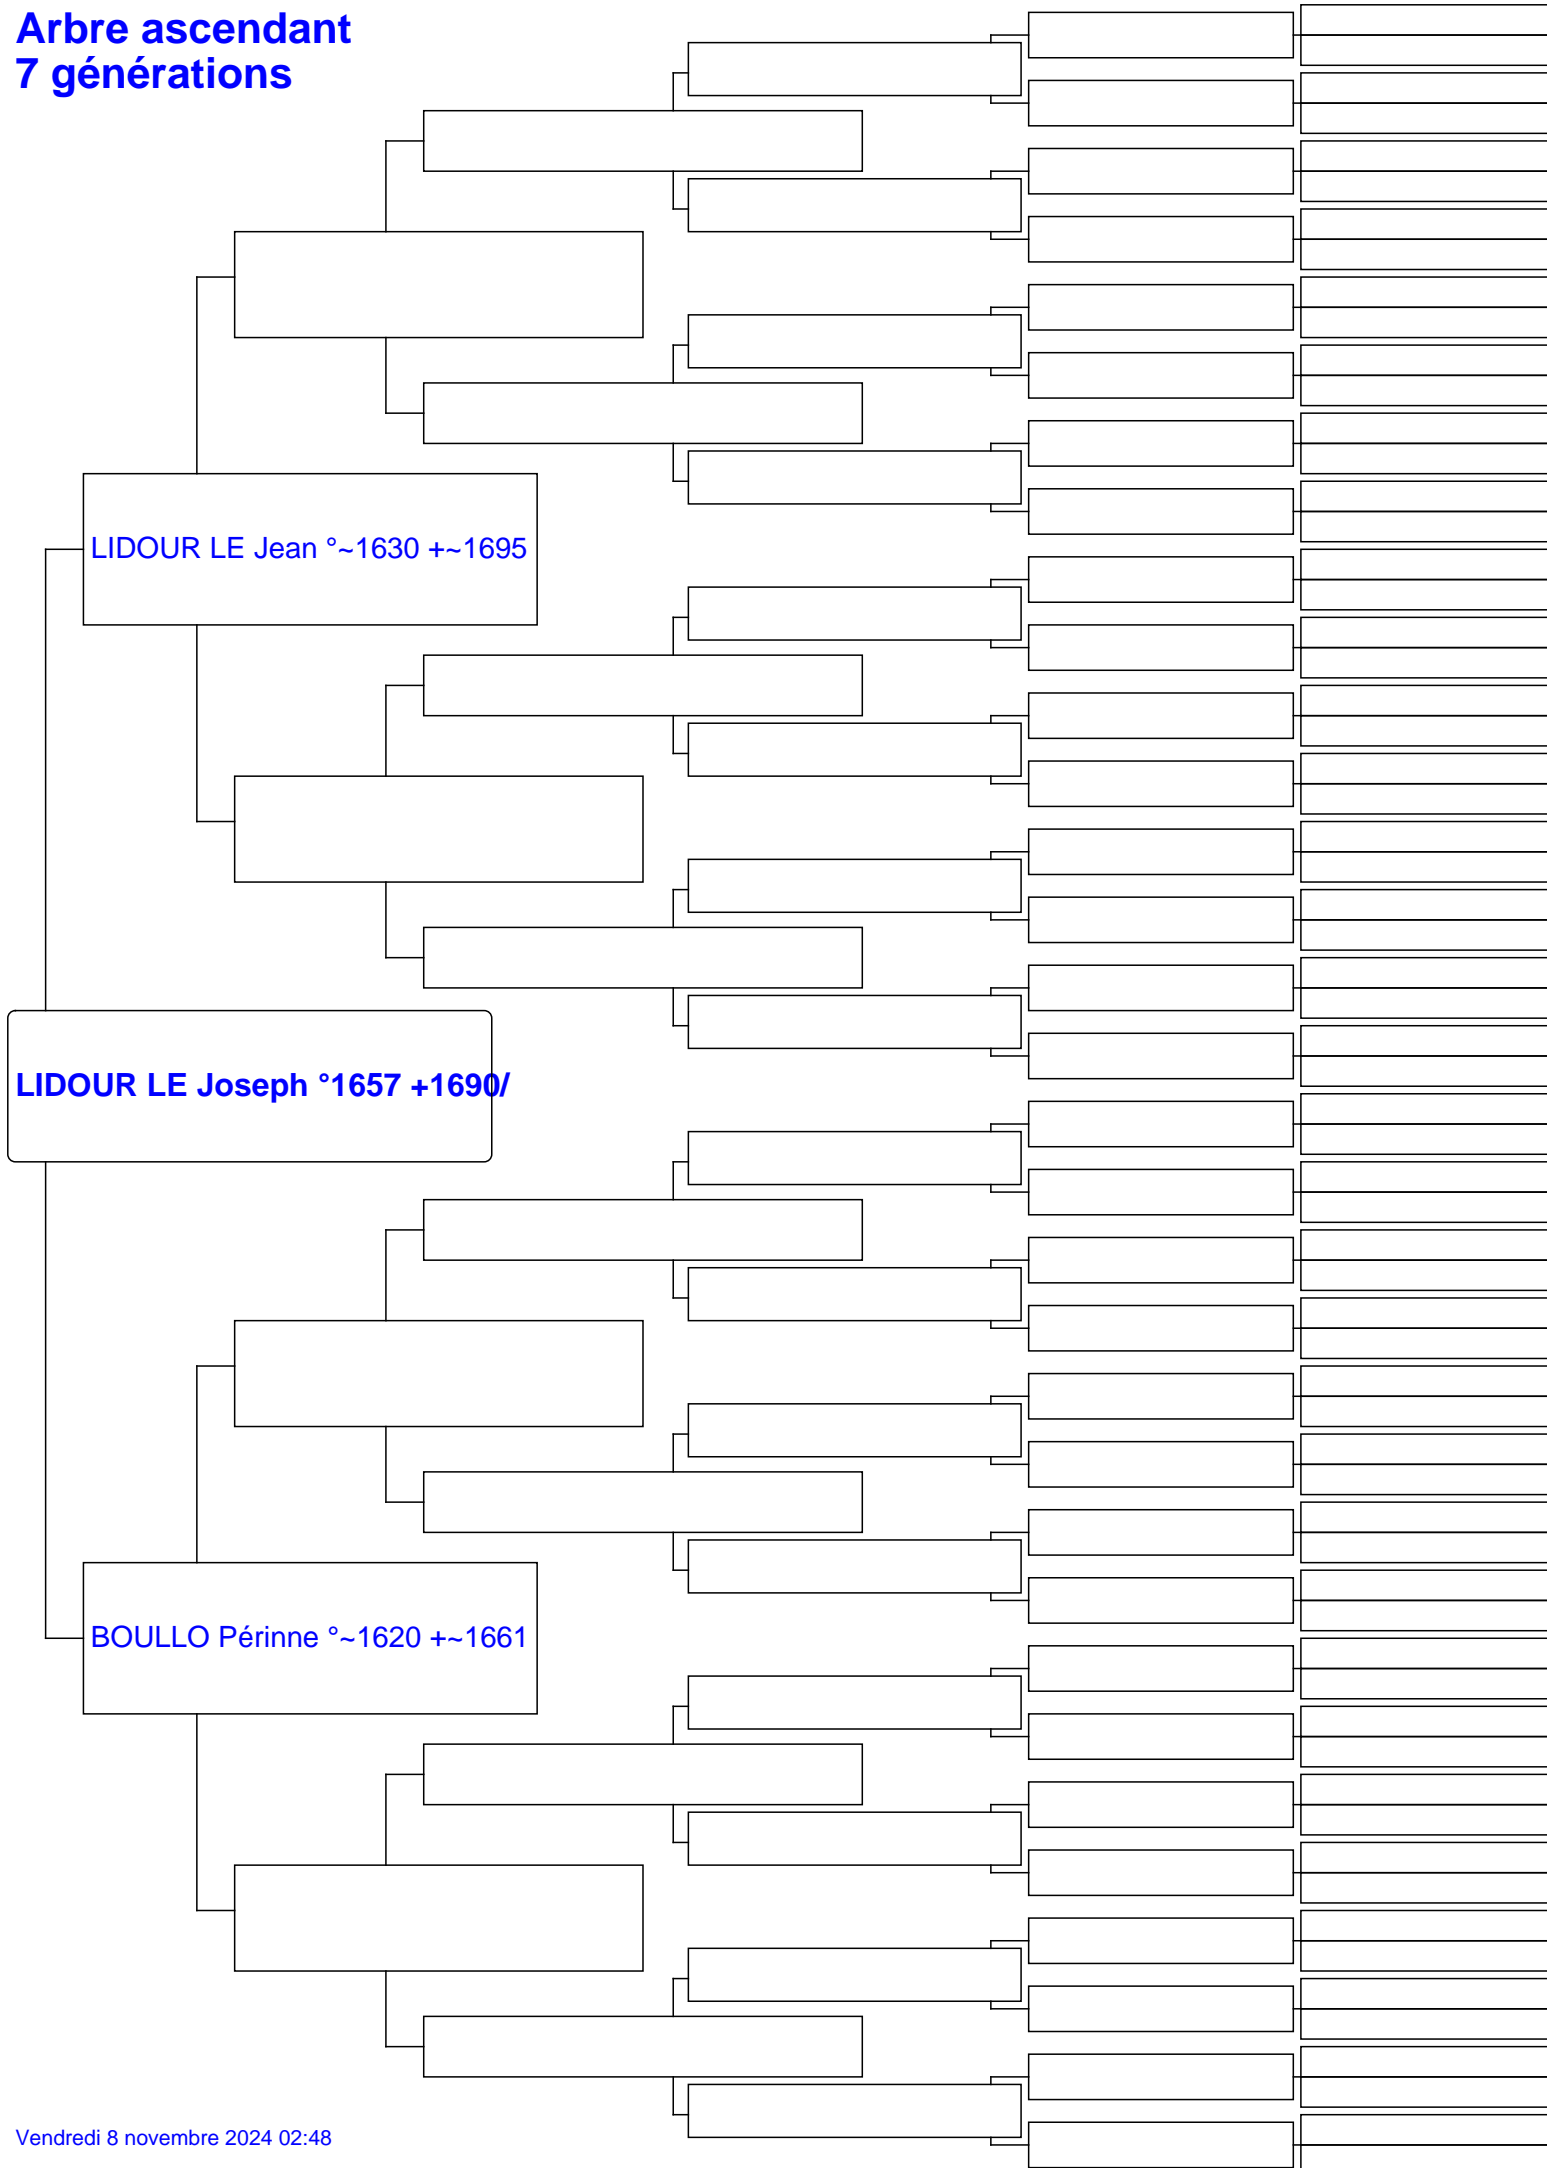 Arbre ascendant
7 générations
LIDOUR LE Jean °~1630 +~1695
LIDOUR LE Joseph °1657 +1690/
BOULLO Périnne °~1620 +~1661
Vendredi 8 novembre 2024 02:48